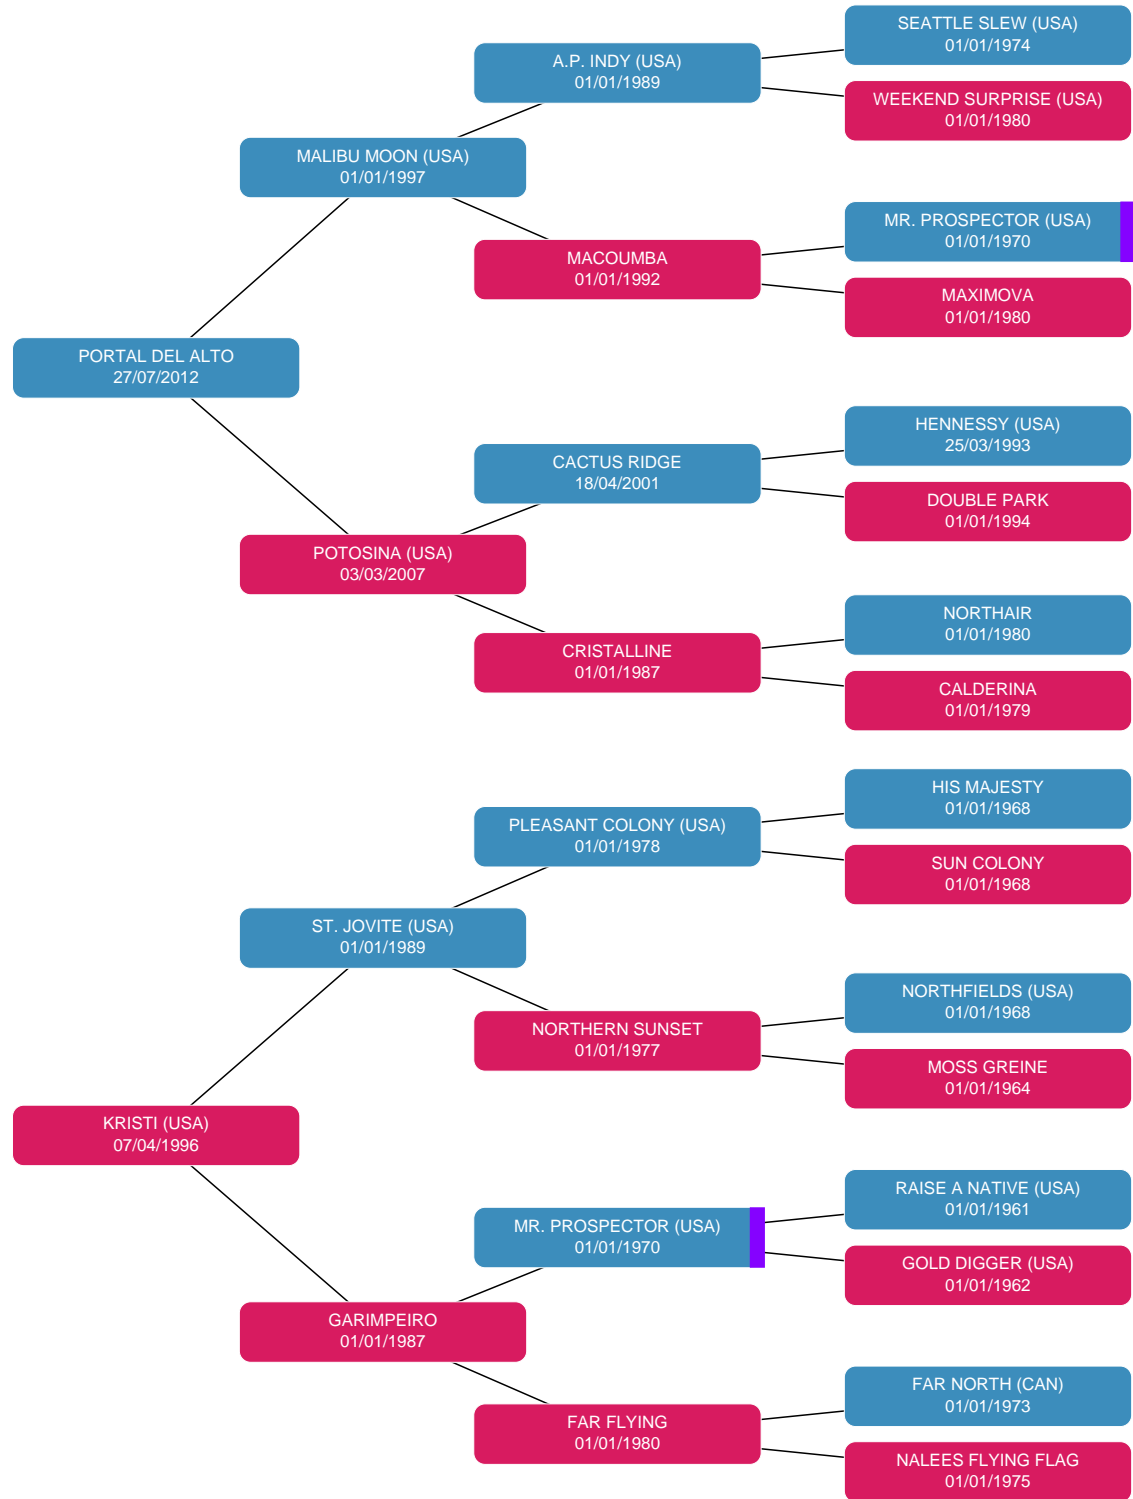 SEATTLE SLEW (USA)
01/01/1974
A.P. INDY (USA)
01/01/1989
WEEKEND SURPRISE (USA)
01/01/1980
MALIBU MOON (USA)
01/01/1997
MR. PROSPECTOR (USA)
01/01/1970
MACOUMBA
01/01/1992
MAXIMOVA
01/01/1980
PORTAL DEL ALTO
27/07/2012
HENNESSY (USA)
25/03/1993
CACTUS RIDGE
18/04/2001
DOUBLE PARK
01/01/1994
POTOSINA (USA)
03/03/2007
NORTHAIR
01/01/1980
CRISTALLINE
01/01/1987
CALDERINA
01/01/1979
HIS MAJESTY
01/01/1968
PLEASANT COLONY (USA)
01/01/1978
SUN COLONY
01/01/1968
ST. JOVITE (USA)
01/01/1989
NORTHFIELDS (USA)
01/01/1968
NORTHERN SUNSET
01/01/1977
MOSS GREINE
01/01/1964
KRISTI (USA)
07/04/1996
RAISE A NATIVE (USA)
01/01/1961
MR. PROSPECTOR (USA)
01/01/1970
GOLD DIGGER (USA)
01/01/1962
GARIMPEIRO
01/01/1987
FAR NORTH (CAN)
01/01/1973
FAR FLYING
01/01/1980
NALEES FLYING FLAG
01/01/1975